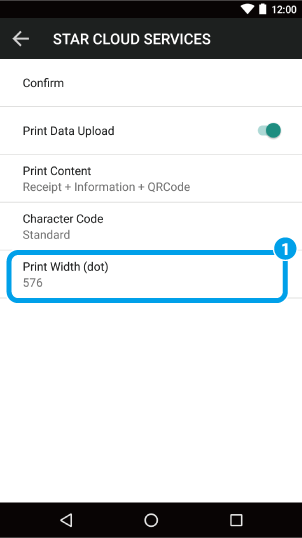 12:00
STAR CLOUD SERVICES
Confirm
Print Data Upload
Print Content
Receipt + Information + QRCode
Character Code
Standard
1
Print Width (dot)
576